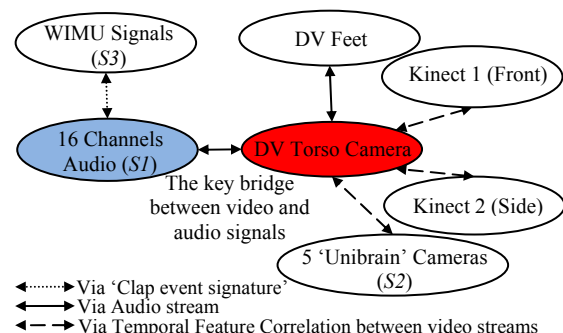 WIMU Signals
(S3)
DV Feet
Kinect 1 (Front)
16 Channels
Audio (S1)
DV Torso Camera
The key bridge
between video and
audio signals
Kinect 2 (Side)
5 'Unibrain' Cameras
(S2)
Via 'Clap event signature'
Via Audio stream
Via Temporal Feature Correlation between video streams